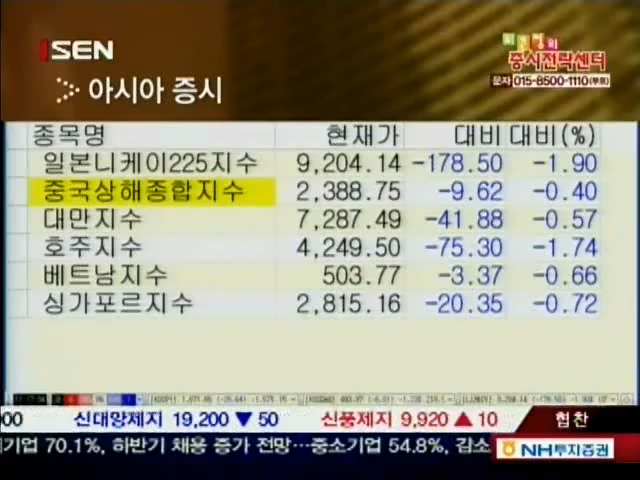 SEN
아시아 증시
증시전략센터
문자 015-8500-1110(무료)
종목명 현재가 대비 대비(%)
일본니케이225지수 9,204.14 -178.50 -1.90
중국상해종합지수 2,388.75 -9.62 -0.40
대만지수 7,287.49 -41.88 -0.57
호주지수 4,249.50 -75.30 -1.74
베트남지수 503.77 -3.37 -0.66
싱가포르지수 2,815.16 -20.35 -0.72
00 신대양제지 19,200 ▼ 50 신풍제지 9,920 ▲ 10 협찬
기업 70.1%, 하반기 채용 증가 전망…중소기업 54.8%, 감소
NH투자증권